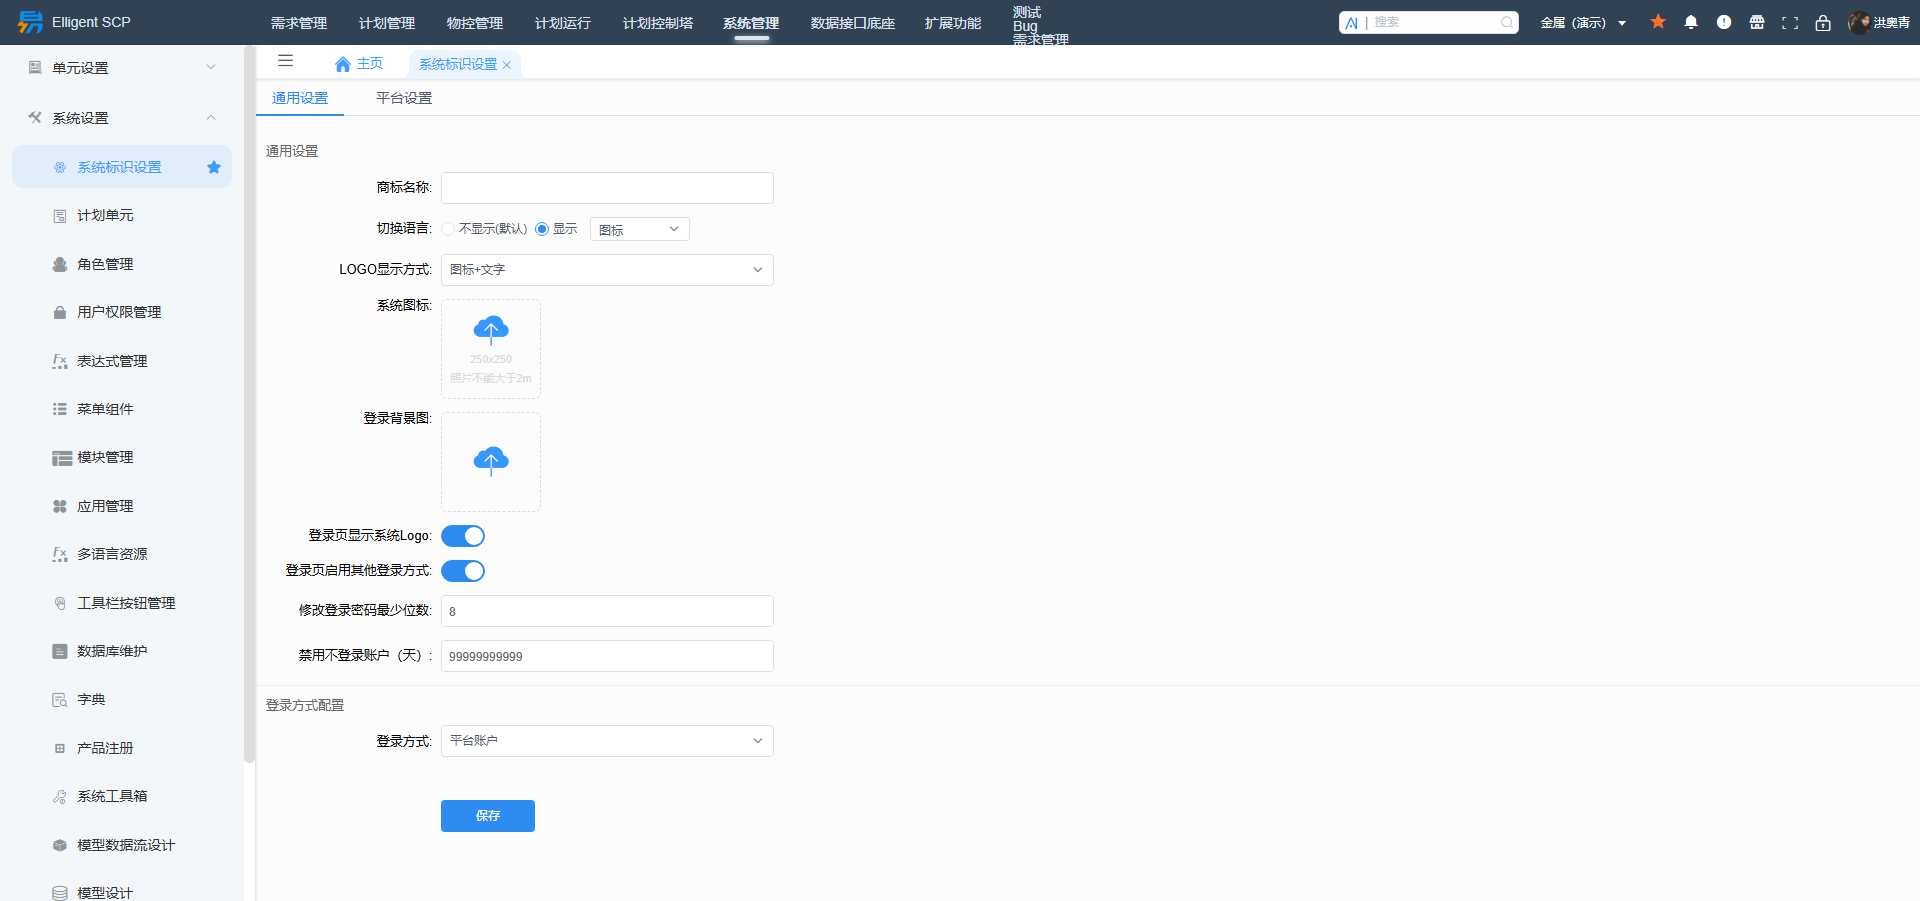 Elligent SCP
需求管理
计划管理
物控管理
计划运行
计划控制塔
系统管理
数据接口底座
扩展功能
测试
Bug
需求管理
AI | 搜索
金属（演示）
洪奥青
单元设置
系统设置
系统标识设置
计划单元
角色管理
用户权限管理
表达式管理
菜单组件
模块管理
应用管理
多语言资源
工具栏按钮管理
数据库维护
字典
产品注册
系统工具箱
模型数据流设计
模型设计
主页
系统标识设置
通用设置
平台设置
通用设置
商标名称:
切换语言: 不显示(默认) 显示 图标
LOGO显示方式: 图标+文字
系统图标:
250x250
照片不能大于2m
登录背景图:
登录页显示系统Logo:
登录页启用其他登录方式:
修改登录密码最少位数: 8
禁用不登录账户（天）: 99999999999
登录方式配置
登录方式: 平台账户
保存